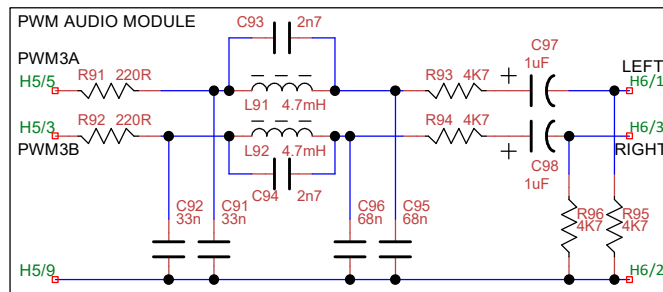 PWM AUDIO MODULE
C93 2n7
PWM3A
H5/5 R91 220R
L91 4.7mH
R93 4K7
C97
1uF
LEFT
H6/1
H5/3 R92 220R
PWM3B
L92 4.7mH
C94 2n7
R94 4K7
C98
1uF
H6/3
RIGHT
C92
33n
C91
33n
C96
68n
C95
68n
R96
4K7
R95
4K7
H5/9
H6/2